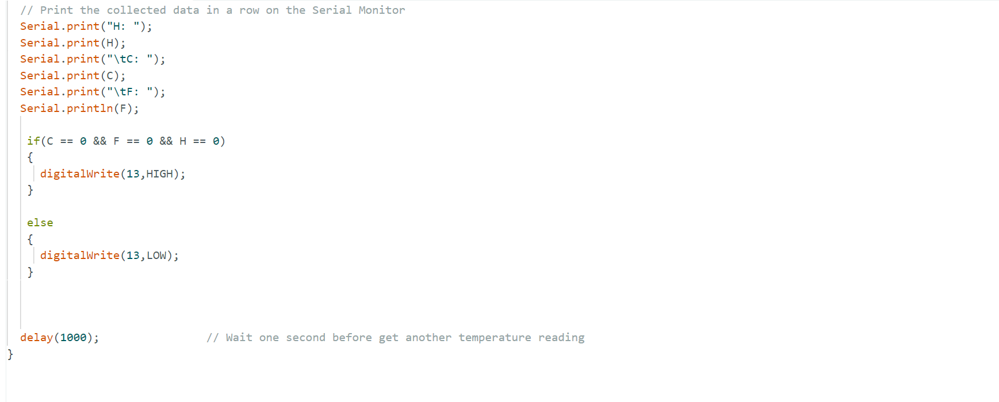 // Print the collected data in a row on the Serial Monitor
Serial.print("H: ");
Serial.print(H);
Serial.print("\tC: ");
Serial.print(C);
Serial.print("\tF: ");
Serial.println(F);
if(C == 0 && F == 0 && H == 0)
{
digitalWrite(13,HIGH);
}
else
{
digitalWrite(13,LOW);
}
delay(1000); // Wait one second before get another temperature reading
}